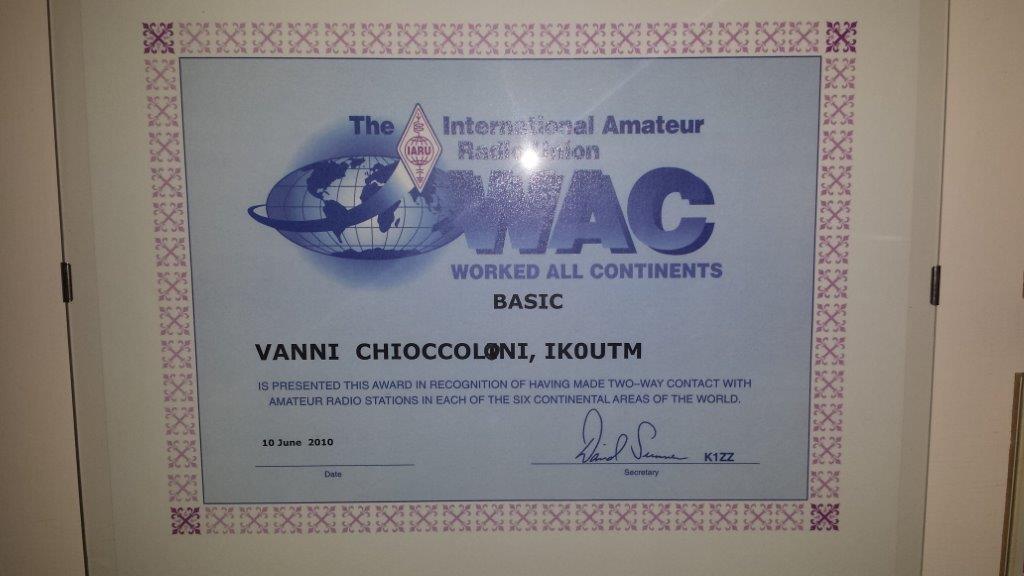 The International Amateur
Radio Union
IARU
WAC
WORKED ALL CONTINENTS
BASIC
VANNI CHIOCCOLONI, IK0UTM
IS PRESENTED THIS AWARD IN RECOGNITION OF HAVING MADE TWO-WAY CONTACT WITH
AMATEUR RADIO STATIONS IN EACH OF THE SIX CONTINENTAL AREAS OF THE WORLD.
10 June 2010
David Sumner K1ZZ
Date
Secretary